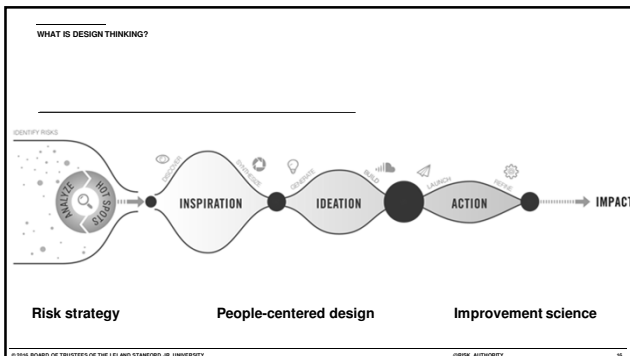 WHAT IS DESIGN THINKING?
IDENTIFY RISKS
ANALYZE
HOT SPOTS
DISCOVER
INSPIRATION
SYNTHESIZE
GENERATE
IDEATION
BUILD
LAUNCH
ACTION
REFINE
IMPACT
Risk strategy
People-centered design
Improvement science
© 2016 BOARD OF TRUSTEES OF THE LELAND STANFORD JR. UNIVERSITY
@RISK_AUTHORITY